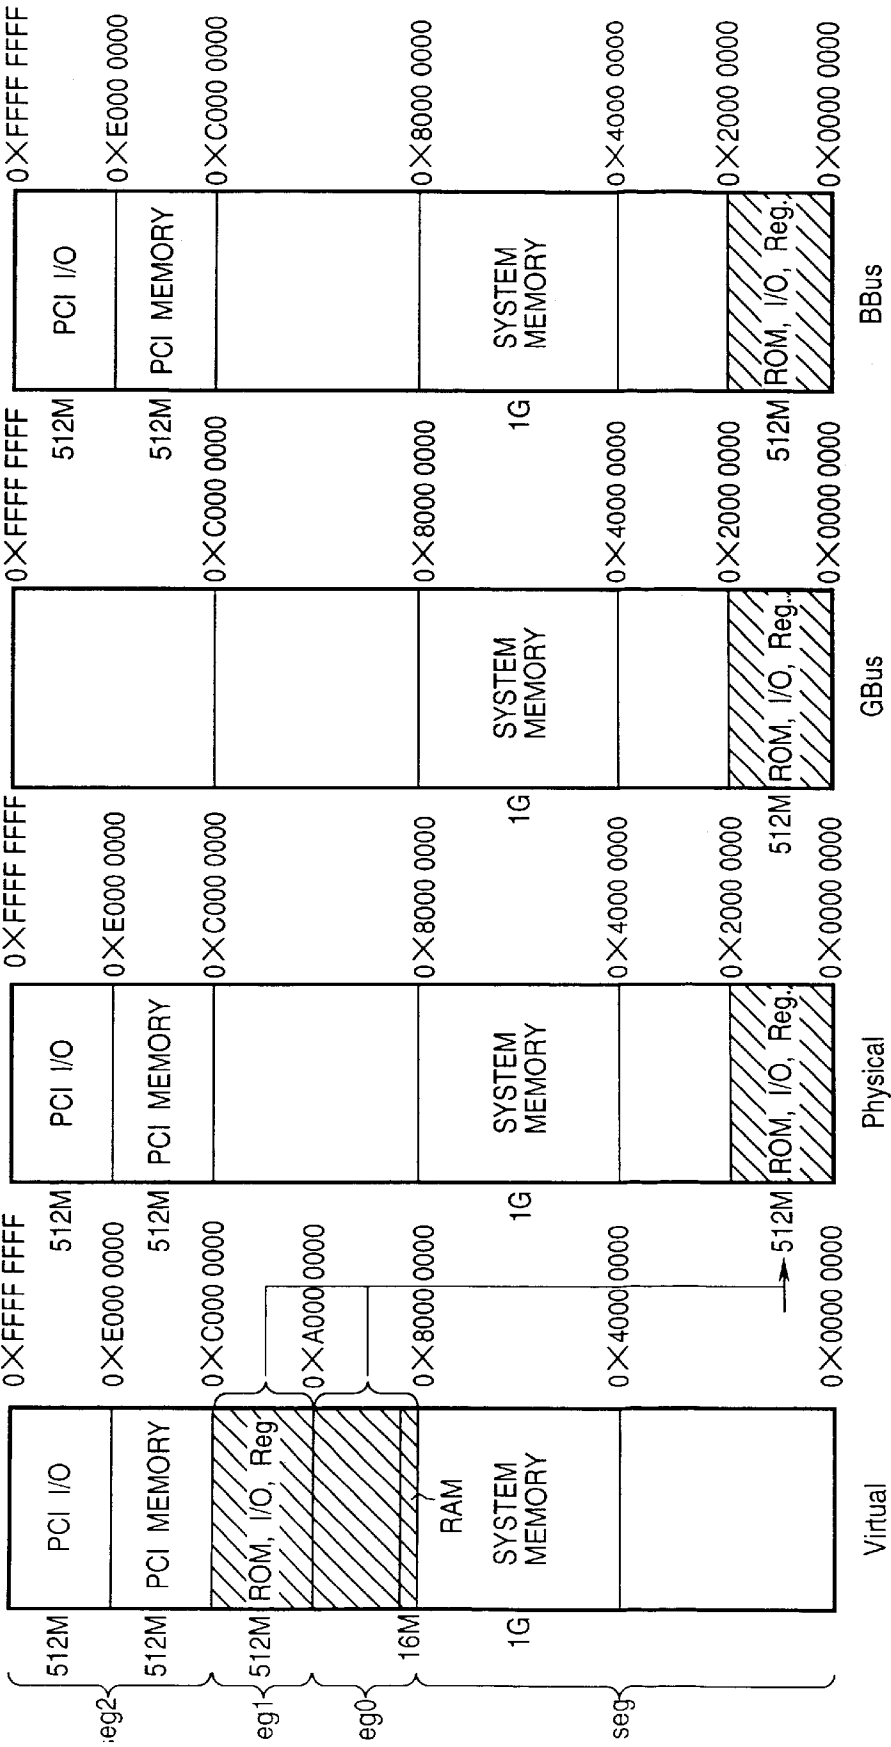 seg2
512M
512M
eg1
512M
eg0
16M
seg
1G
PCI I/O
PCI MEMORY
ROM, I/O, Reg
RAM
SYSTEM
MEMORY
0×FFFF FFFF
0×E000 0000
0×C000 0000
0×A000 0000
0×8000 0000
0×4000 0000
0×0000 0000
Virtual
512M
512M
1G
512M
PCI I/O
PCI MEMORY
SYSTEM
MEMORY
ROM, I/O, Reg.
0×FFFF FFFF
0×E000 0000
0×C000 0000
0×8000 0000
0×4000 0000
0×2000 0000
0×0000 0000
Physical
1G
512M
SYSTEM
MEMORY
ROM, I/O, Reg.
0×FFFF FFFF
0×C000 0000
0×8000 0000
0×4000 0000
0×2000 0000
0×0000 0000
GBus
512M
512M
1G
512M
PCI I/O
PCI MEMORY
SYSTEM
MEMORY
ROM, I/O, Reg.
0×FFFF FFFF
0×E000 0000
0×C000 0000
0×8000 0000
0×4000 0000
0×2000 0000
0×0000 0000
BBus